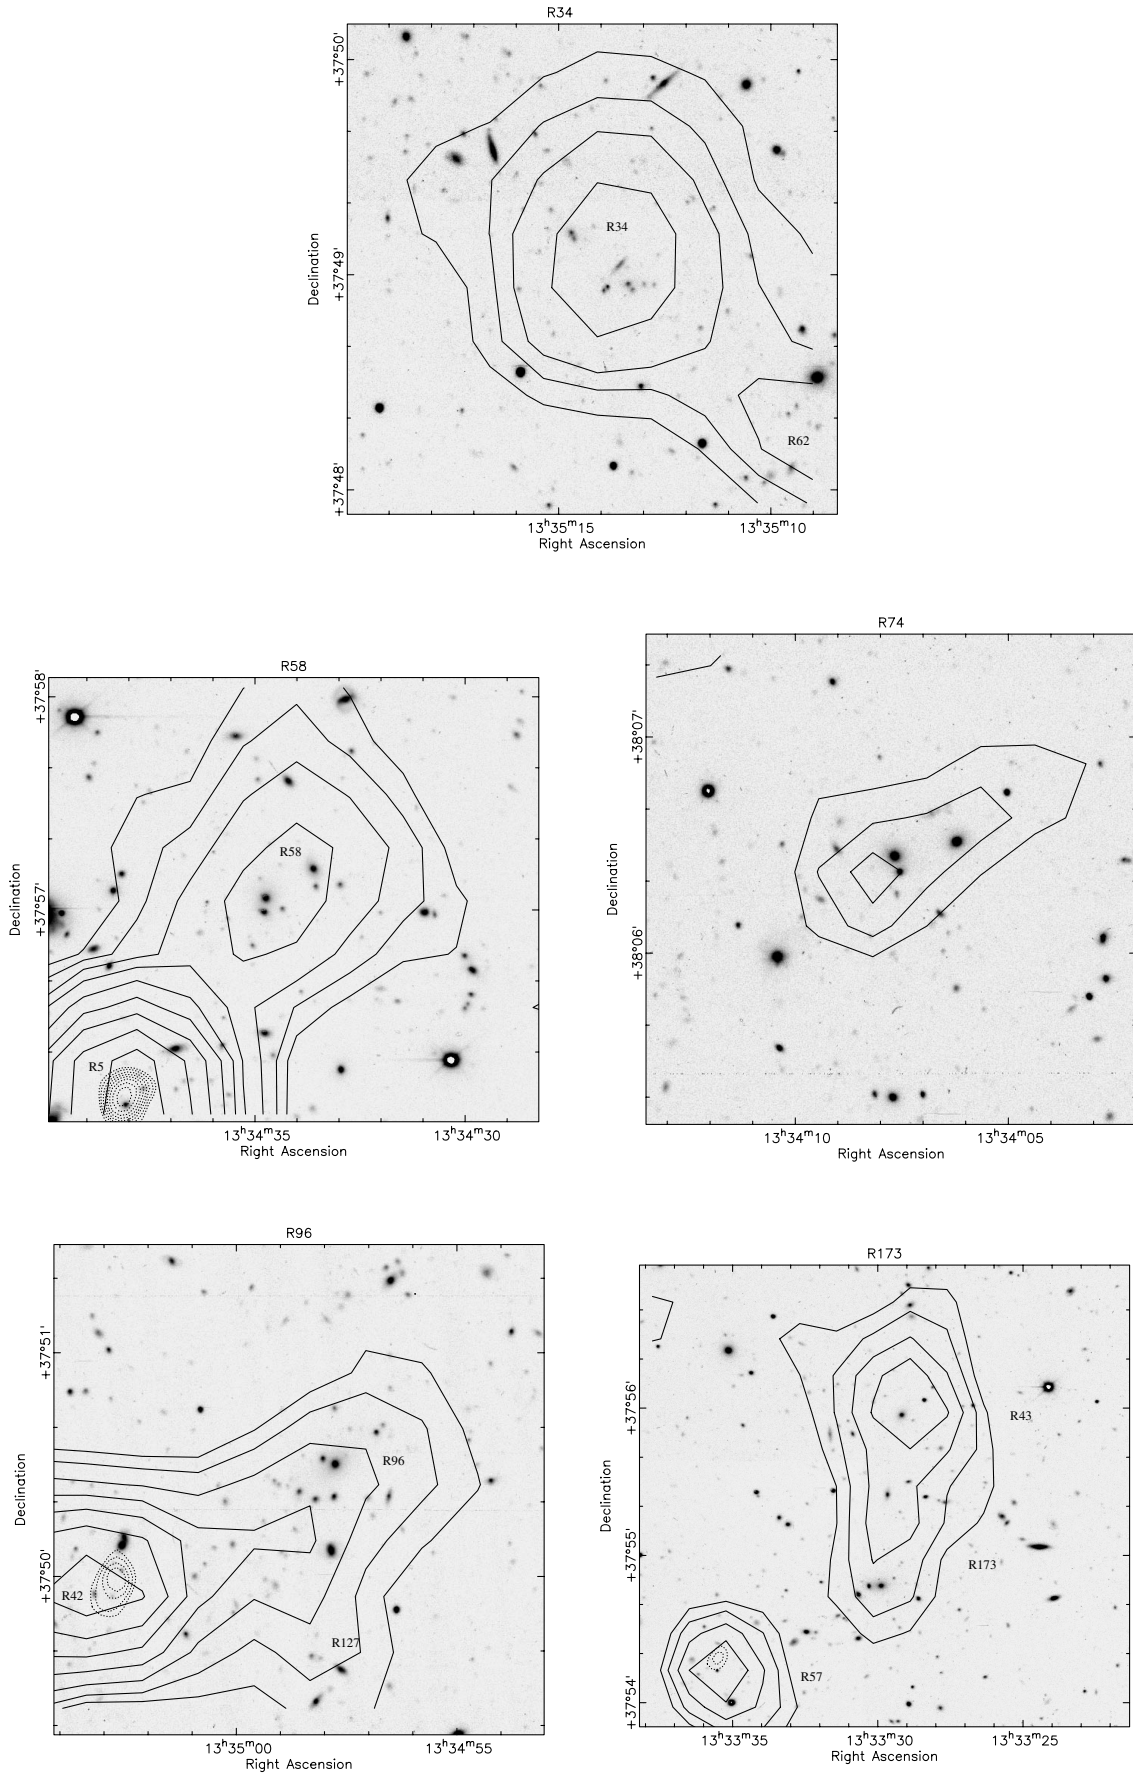 R34
+37°50'
+37°49'
+37°48'
Declination
R34
R62
13ʰ35ᵐ15 13ʰ35ᵐ10
Right Ascension
R58
+37°58'
+37°57'
Declination
R58
R5
13ʰ34ᵐ35 13ʰ34ᵐ30
Right Ascension
R74
+38°07'
+38°06'
Declination
13ʰ34ᵐ10 13ʰ34ᵐ05
Right Ascension
R96
+37°51'
+37°50'
Declination
R96
R42
R127
13ʰ35ᵐ00 13ʰ34ᵐ55
Right Ascension
R173
+37°56'
+37°55'
+37°54'
Declination
R43
R173
R57
13ʰ33ᵐ35 13ʰ33ᵐ30 13ʰ33ᵐ25
Right Ascension